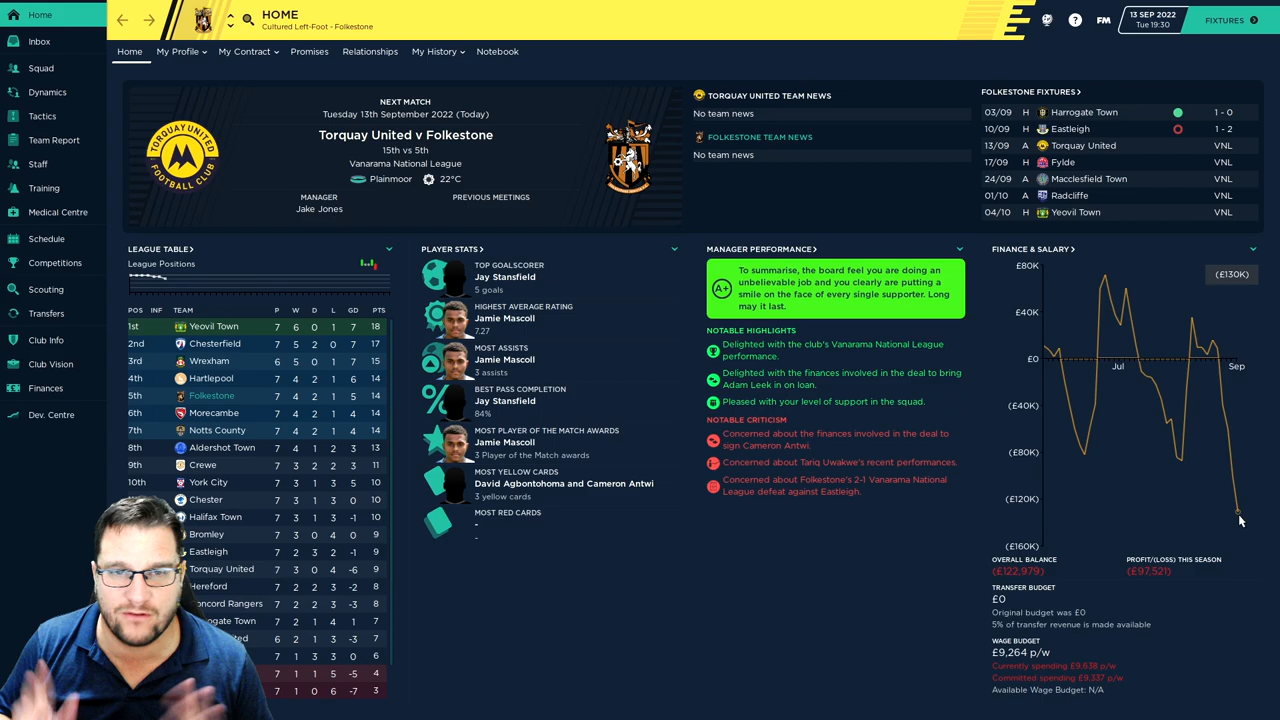 Home
Inbox
Squad
Dynamics
Tactics
Team Report
Staff
Training
Medical Centre
Schedule
Competitions
Scouting
Transfers
Club Info
Club Vision
Finances
Dev. Centre
HOME
Cultured Left-Foot - Folkestone
?
FM
13 SEP 2022
Tue 19:30
FIXTURES
Home My Profile My Contract Promises Relationships My History Notebook
NEXT MATCH
Tuesday 13th September 2022 (Today)
Torquay United v Folkestone
15th vs 5th
Vanarama National League
Plainmoor 22°C
MANAGER
Jake Jones
PREVIOUS MEETINGS
TORQUAY UNITED
FOOTBALL CLUB
TORQUAY UNITED TEAM NEWS
No team news
FOLKESTONE TEAM NEWS
No team news
FOLKESTONE FIXTURES
03/09 H Harrogate Town 1 - 0
10/09 H Eastleigh 1 - 2
13/09 A Torquay United VNL
17/09 H Fylde VNL
24/09 A Macclesfield Town VNL
01/10 A Radcliffe VNL
04/10 H Yeovil Town VNL
LEAGUE TABLE
League Positions
POS INF TEAM P W D L GD PTS
1st Yeovil Town 7 6 0 1 7 18
2nd Chesterfield 7 5 2 0 7 17
3rd Wrexham 6 5 0 1 7 15
4th Hartlepool 7 4 2 1 6 14
5th Folkestone 7 4 2 1 5 14
6th Morecambe 7 4 2 1 4 14
7th Notts County 7 4 2 1 4 14
8th Aldershot Town 7 4 1 2 3 13
9th Crewe 7 3 2 2 3 11
10th York City 7 3 1 3 5 10
Chester 7 3 1 3 0 10
Halifax Town 7 3 1 3 -1 10
Bromley 7 3 0 4 0 9
Eastleigh 7 2 3 2 -1 9
Torquay United 7 3 0 4 -6 9
Hereford 7 2 2 3 -2 8
oncord Rangers 7 2 2 3 -3 8
ogate Town 7 2 1 4 1 7
ited 6 2 1 3 -3 7
7 1 3 3 0 6
7 1 1 5 -5 4
7 1 0 6 -7 3
PLAYER STATS
TOP GOALSCORER
Jay Stansfield
5 goals
HIGHEST AVERAGE RATING
Jamie Mascoll
7.27
MOST ASSISTS
Jamie Mascoll
3 assists
BEST PASS COMPLETION
Jay Stansfield
84%
MOST PLAYER OF THE MATCH AWARDS
Jamie Mascoll
3 Player of the Match awards
MOST YELLOW CARDS
David Agbontohoma and Cameron Antwi
3 yellow cards
MOST RED CARDS
-
-
MANAGER PERFORMANCE
A+
To summarise, the board feel you are doing an
unbelievable job and you clearly are putting a
smile on the face of every single supporter. Long
may it last.
NOTABLE HIGHLIGHTS
Delighted with the club's Vanarama National League
performance.
Delighted with the finances involved in the deal to bring
Adam Leek in on loan.
Pleased with your level of support in the squad.
NOTABLE CRITICISM
Concerned about the finances involved in the deal to
sign Cameron Antwi.
Concerned about Tariq Uwakwe's recent performances.
Concerned about Folkestone's 2-1 Vanarama National
League defeat against Eastleigh.
FINANCE & SALARY
£80K
(£130K)
£40K
£0
Jul Sep
(£40K)
(£80K)
(£120K)
(£160K)
OVERALL BALANCE
(£122,979)
PROFIT/(LOSS) THIS SEASON
(£97,521)
TRANSFER BUDGET
£0
Original budget was £0
5% of transfer revenue is made available
WAGE BUDGET
£9,264 p/w
Currently spending £9,638 p/w
Committed spending £9,337 p/w
Available Wage Budget: N/A